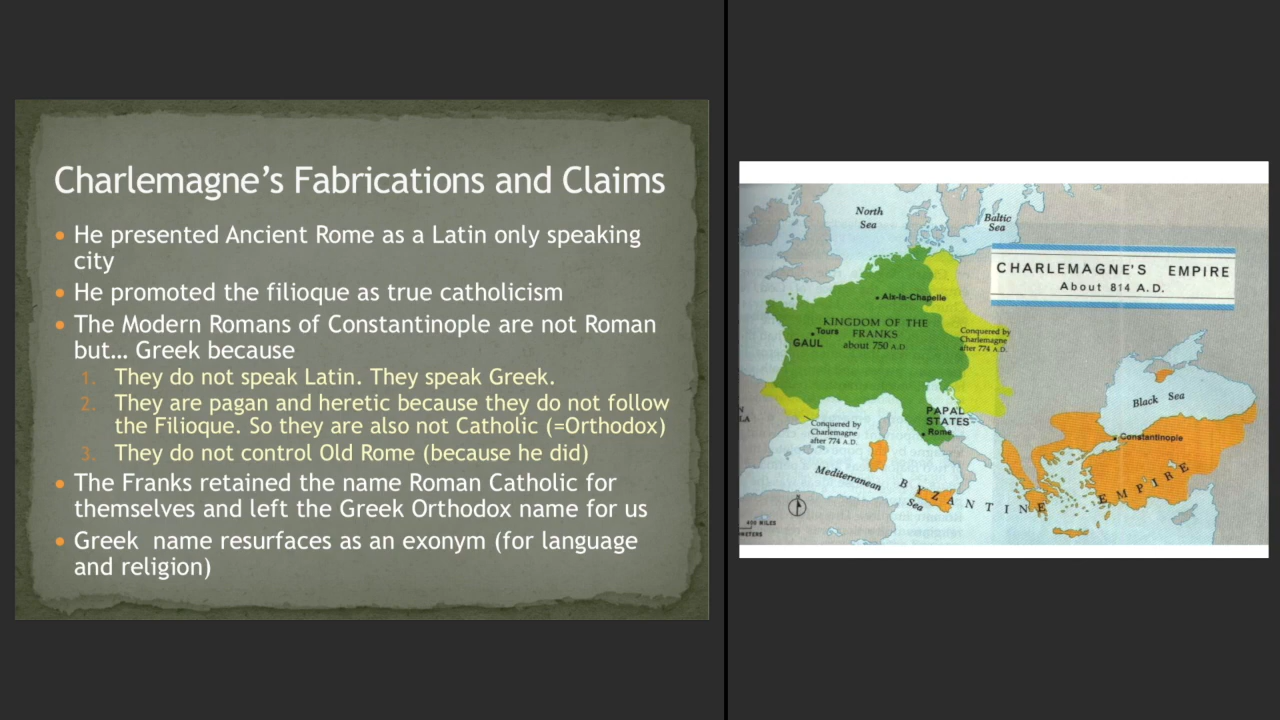 Charlemagne's Fabrications and Claims
• He presented Ancient Rome as a Latin only speaking
city
• He promoted the filioque as true catholicism
• The Modern Romans of Constantinople are not Roman
but… Greek because
1. They do not speak Latin. They speak Greek.
2. They are pagan and heretic because they do not follow
the Filioque. So they are also not Catholic (=Orthodox)
3. They do not control Old Rome (because he did)
• The Franks retained the name Roman Catholic for
themselves and left the Greek Orthodox name for us
• Greek name resurfaces as an exonym (for language
and religion)
North
Sea
Baltic
Sea
CHARLEMAGNE'S EMPIRE
About 814 A.D.
Aix-la-Chapelle
KINGDOM OF THE
FRANKS
about 750 A.D.
Tours
GAUL
Conquered by
Charlemagne
after 774 A.D.
Black Sea
PAPAL
STATES
Rome
Conquered by
Charlemagne
after 774 A.D.
Constantinople
Mediterranean
Sea
BYZANTINE EMPIRE
400 MILES